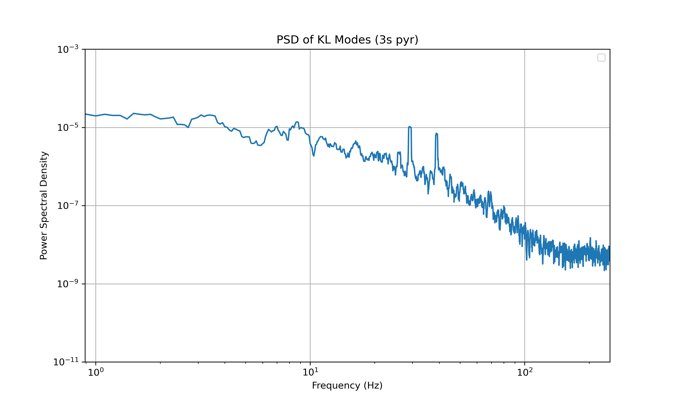 PSD of KL Modes (3s pyr)
10⁻³
10⁻⁵
10⁻⁷
10⁻⁹
10⁻¹¹
Power Spectral Density
10⁰ 10¹ 10²
Frequency (Hz)